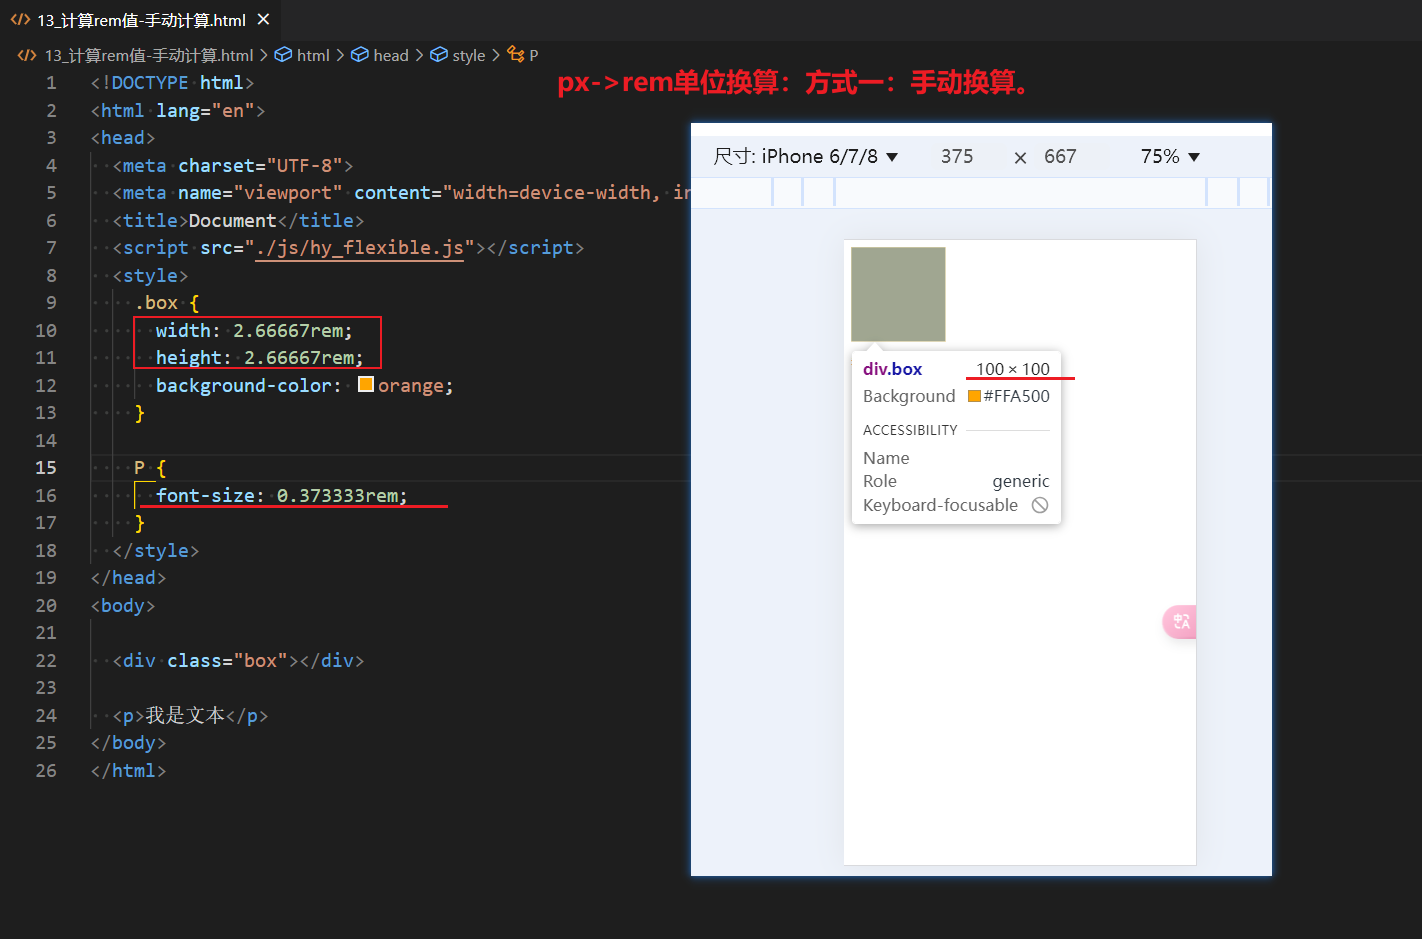 13_计算rem值-手动计算.html
13_计算rem值-手动计算.html > html > head > style > P
px->rem单位换算：方式一：手动换算。
1 <!DOCTYPE html>
2 <html lang="en">
3 <head>
4 <meta charset="UTF-8">
5 <meta name="viewport" content="width=device-width, in
6 <title>Document</title>
7 <script src="./js/hy_flexible.js"></script>
8 <style>
9 .box {
10 width: 2.66667rem;
11 height: 2.66667rem;
12 background-color: orange;
13 }
14
15 P {
16 font-size: 0.373333rem;
17 }
18 </style>
19 </head>
20 <body>
21
22 <div class="box"></div>
23
24 <p>我是文本</p>
25 </body>
26 </html>
尺寸: iPhone 6/7/8 ▼ 375 × 667 75% ▼
div.box 100 × 100
Background #FFA500
ACCESSIBILITY
Name
Role generic
Keyboard-focusable
中A